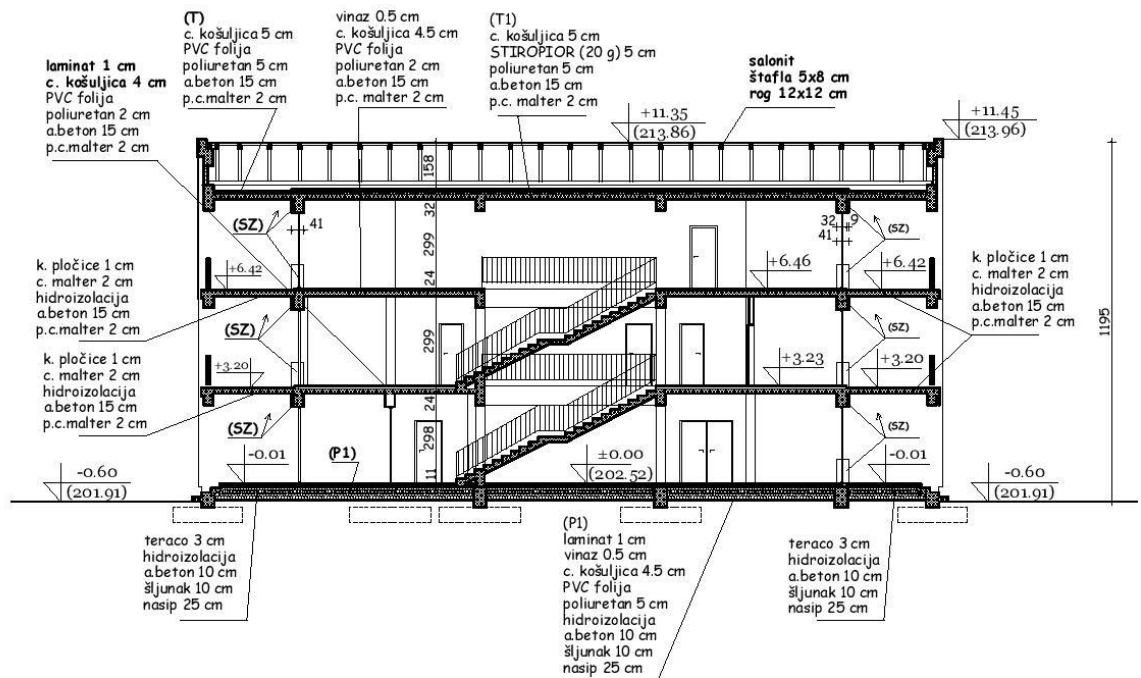 (T)
c. košuljica 5 cm
PVC folija
poliuretan 5 cm
a.beton 15 cm
p.c.malter 2 cm
vinaz 0.5 cm
c. košuljica 4.5 cm
PVC folija
poliuretan 2 cm
a.beton 15 cm
p.c. malter 2 cm
(T1)
c. košuljica 5 cm
STIROPIOR (20 g) 5 cm
poliuretan 5 cm
a.beton 15 cm
p.c. malter 2 cm
laminat 1 cm
c. košuljica 4 cm
PVC folija
poliuretan 2 cm
a.beton 15 cm
p.c.malter 2 cm
salonit
štafla 5x8 cm
rog 12x12 cm
+11.35
(213.86)
+11.45
(213.96)
158
32
299
24
299
24
298
11
(SZ)
41
32
9
41
(SZ)
+6.42
+6.46
+6.42
k. pločice 1 cm
c. malter 2 cm
hidroizolacija
a.beton 15 cm
p.c.malter 2 cm
k. pločice 1 cm
c. malter 2 cm
hidroizolacija
a.beton 15 cm
p.c.malter 2 cm
(SZ)
(SZ)
1195
k. pločice 1 cm
c. malter 2 cm
hidroizolacija
a.beton 15 cm
p.c.malter 2 cm
+3.20
+3.23
+3.20
(SZ)
(SZ)
-0.60
(201.91)
-0.01
(P1)
±0.00
(202.52)
-0.01
-0.60
(201.91)
teraco 3 cm
hidroizolacija
a.beton 10 cm
šljunak 10 cm
nasip 25 cm
(P1)
laminat 1 cm
vinaz 0.5 cm
c. košuljica 4.5 cm
PVC folija
poliuretan 5 cm
hidroizolacija
a.beton 10 cm
šljunak 10 cm
nasip 25 cm
teraco 3 cm
hidroizolacija
a.beton 10 cm
šljunak 10 cm
nasip 25 cm